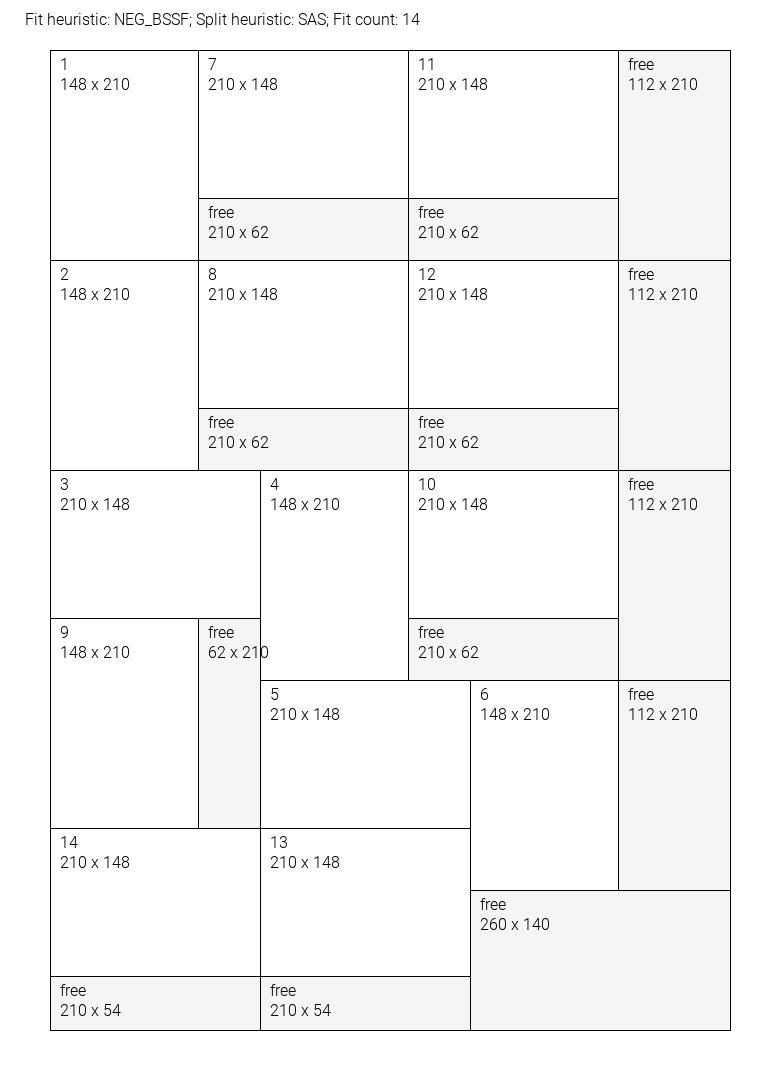 Fit heuristic: NEG_BSSF; Split heuristic: SAS; Fit count: 14
1
148 x 210
7
210 x 148
11
210 x 148
free
112 x 210
free
210 x 62
free
210 x 62
2
148 x 210
8
210 x 148
12
210 x 148
free
112 x 210
free
210 x 62
free
210 x 62
3
210 x 148
4
148 x 210
10
210 x 148
free
112 x 210
9
148 x 210
free
62 x 210
free
210 x 62
5
210 x 148
6
148 x 210
free
112 x 210
14
210 x 148
13
210 x 148
free
260 x 140
free
210 x 54
free
210 x 54